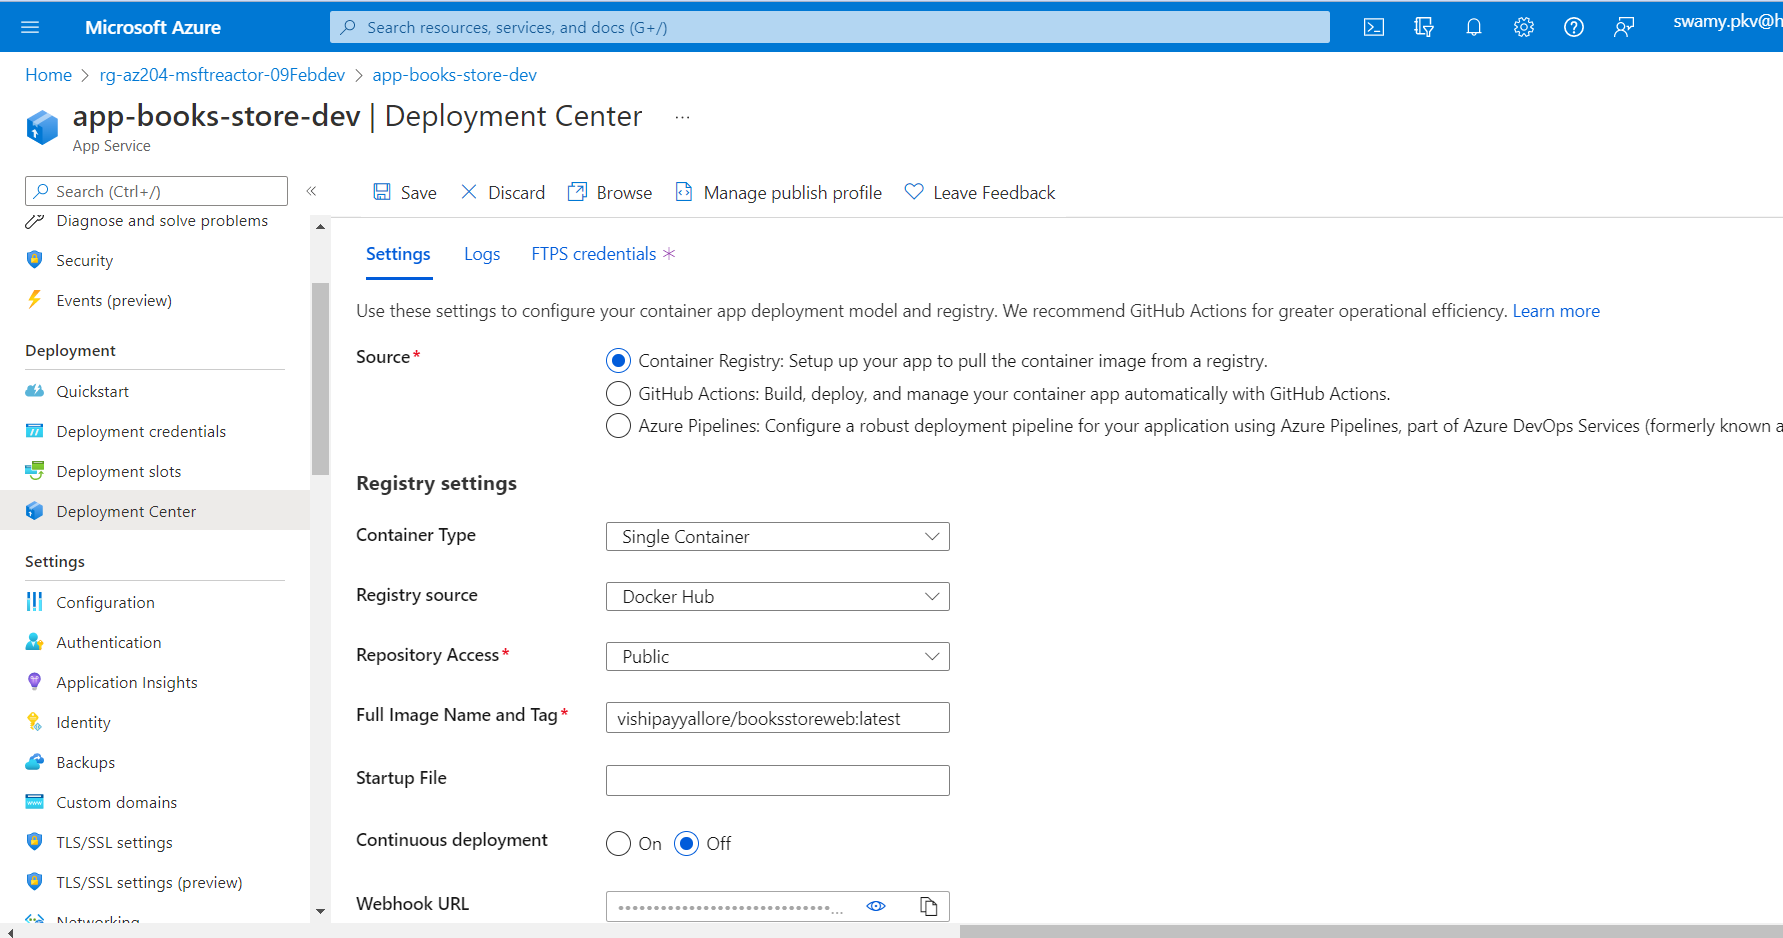 Microsoft Azure
Search resources, services, and docs (G+/)
swamy.pkv@h
Home > rg-az204-msftreactor-09Febdev > app-books-store-dev
app-books-store-dev | Deployment Center ...
App Service
Search (Ctrl+/)
«
Save
Discard
Browse
Manage publish profile
Leave Feedback
Diagnose and solve problems
Security
Events (preview)
Deployment
Quickstart
Deployment credentials
Deployment slots
Deployment Center
Settings
Configuration
Authentication
Application Insights
Identity
Backups
Custom domains
TLS/SSL settings
TLS/SSL settings (preview)
Networking
Settings
Logs
FTPS credentials *
Use these settings to configure your container app deployment model and registry. We recommend GitHub Actions for greater operational efficiency. Learn more
Source*
Container Registry: Setup up your app to pull the container image from a registry.
GitHub Actions: Build, deploy, and manage your container app automatically with GitHub Actions.
Azure Pipelines: Configure a robust deployment pipeline for your application using Azure Pipelines, part of Azure DevOps Services (formerly known a
Registry settings
Container Type
Single Container
Registry source
Docker Hub
Repository Access*
Public
Full Image Name and Tag*
vishipayyallore/booksstoreweb:latest
Startup File
Continuous deployment
On
Off
Webhook URL
••••••••••••••••••••••••••••••...